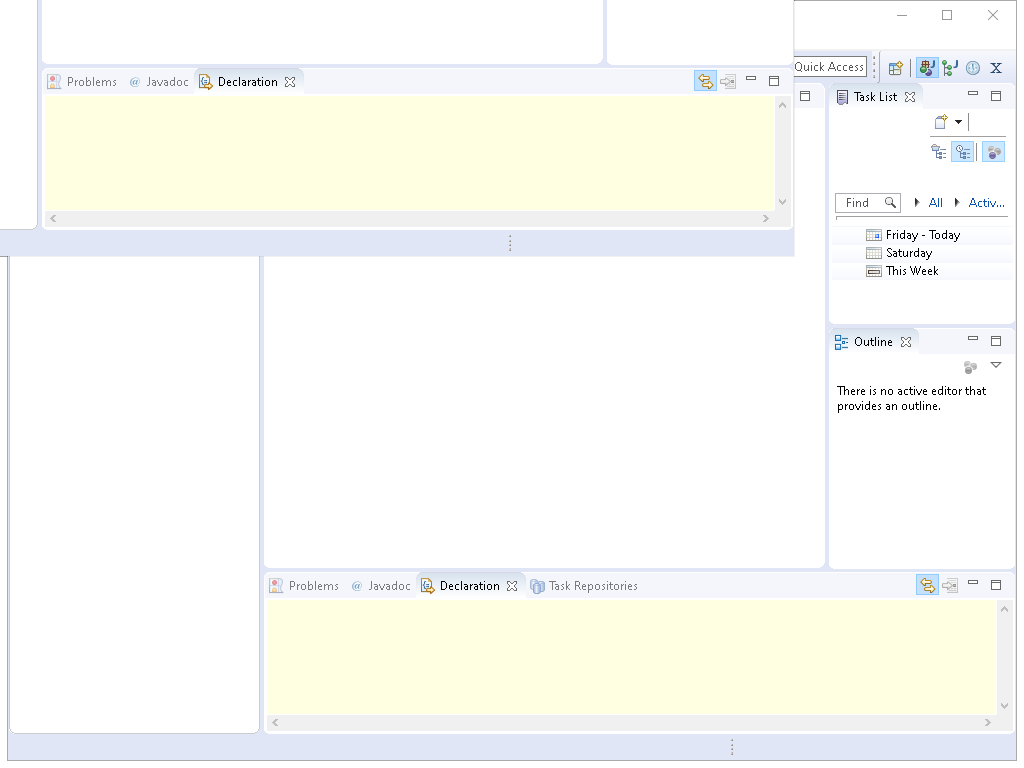 Quick Access
Problems @ Javadoc Declaration
Task List
Find All Activ...
Friday - Today
Saturday
This Week
Outline
There is no active editor that
provides an outline.
Problems @ Javadoc Declaration Task Repositories